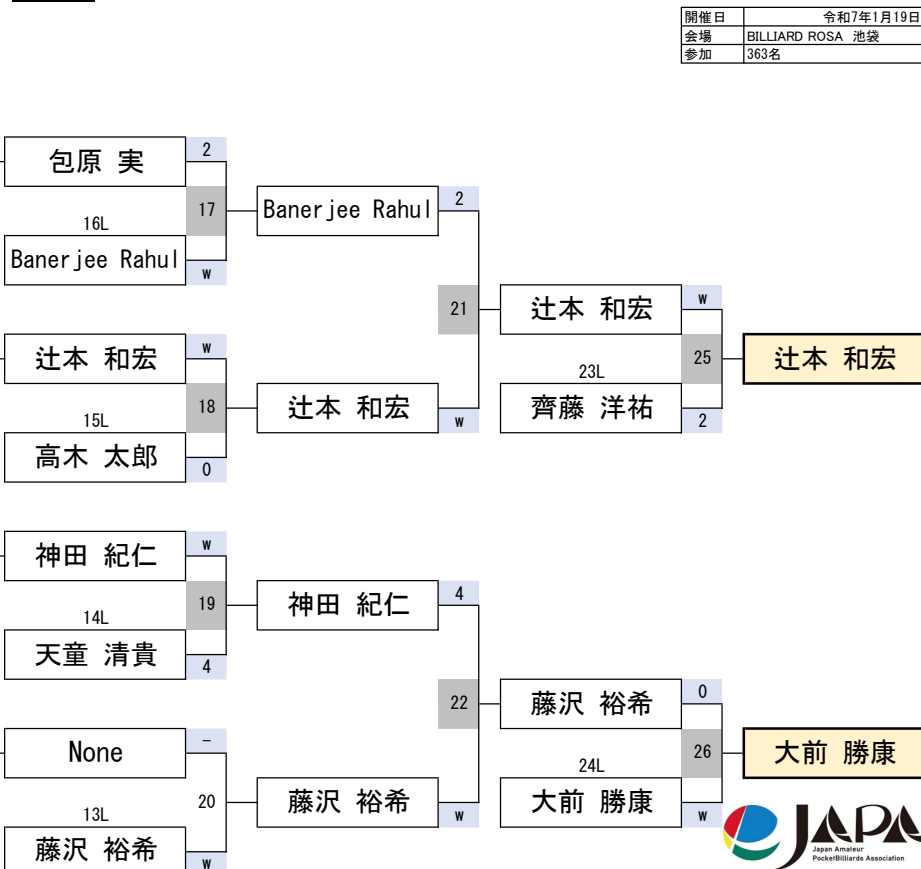 開催日 令和7年1月19日
会場 BILLIARD ROSA 池袋
参加 363名
包原 実 2
17
16L
Banerjee Rahul W
Banerjee Rahul 2
21
辻本 和宏 W
18
15L
高木 太郎 0
辻本 和宏 W
辻本 和宏 W
25
23L
齊藤 洋祐 2
辻本 和宏
神田 紀仁 W
19
14L
天童 清貴 4
神田 紀仁 4
22
None -
20
13L
藤沢 裕希 W
藤沢 裕希 W
藤沢 裕希 0
26
24L
大前 勝康 W
大前 勝康
JAPA
Japan Amateur
PocketBilliards Association